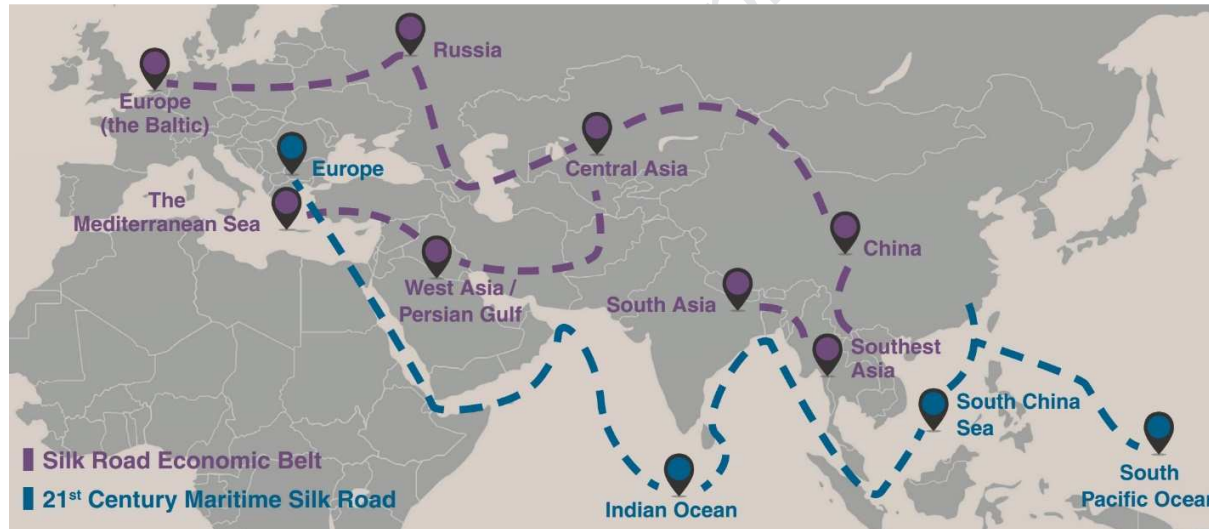 Russia
Europe
(the Baltic)
Europe
Central Asia
The
Mediterranean Sea
China
West Asia /
Persian Gulf
South Asia
Southest
Asia
South China
Sea
Silk Road Economic Belt
21st Century Maritime Silk Road
Indian Ocean
South
Pacific Ocean